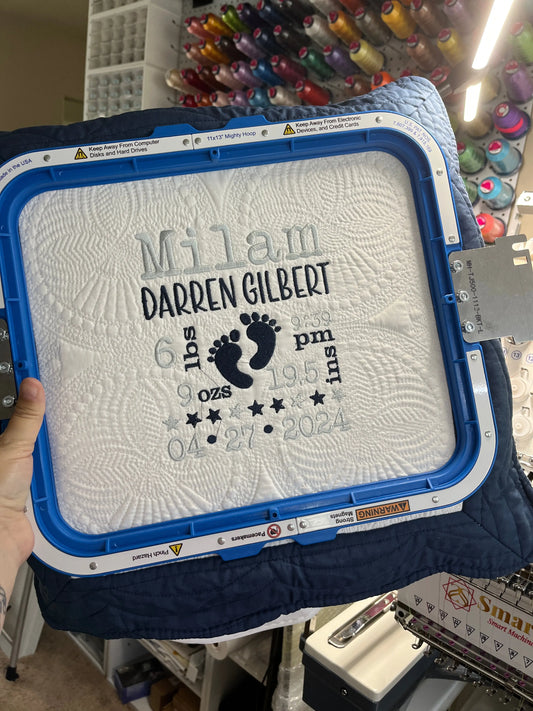 Made in the USA
Keep Away From Computer
Disks and Hard Drives
11x13" Mighty Hoop
Keep Away From Electronic
Devices, and Credit Cards
Milam
DARREN GILBERT
6 lbs
9 ozs
9:59 pm
19.5 ins
04 • 27 • 2024
Pinch Hazard
Pacemakers
Strong
Magnets
WARNING
Smar
Smart Machine